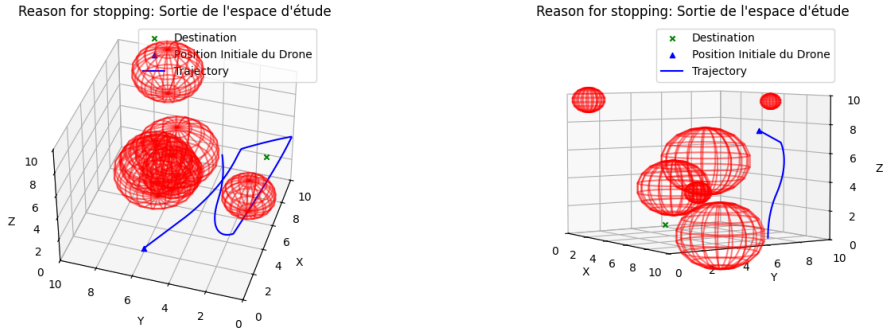 Reason for stopping: Sortie de l'espace d'étude
Destination
Position Initiale du Drone
Trajectory
10
8
6
4
2
0
Z
10
8
6
4
2
0
Y
10
8
6
4
2
0
X
Reason for stopping: Sortie de l'espace d'étude
Destination
Position Initiale du Drone
Trajectory
10
8
6
4
2
0
Z
0
2
4
6
8
10
X
0
2
4
6
8
10
Y